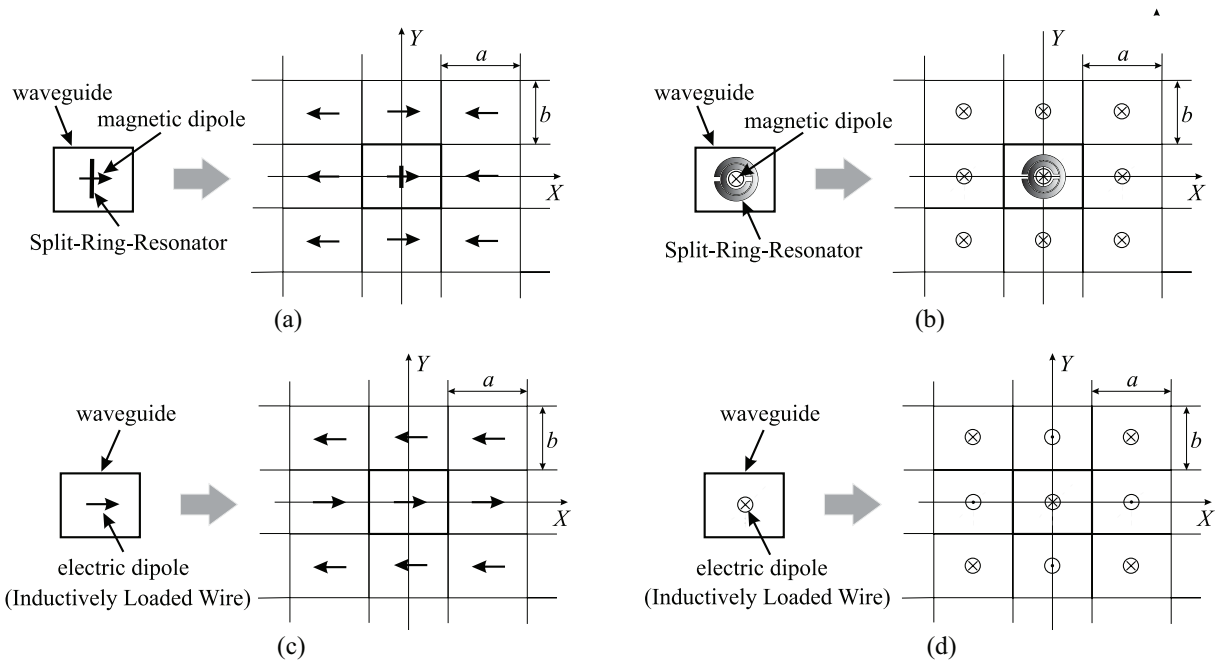 Y
a
waveguide
magnetic dipole
b
X
Split-Ring-Resonator
(a)
Y
a
waveguide
magnetic dipole
b
X
Split-Ring-Resonator
(b)
Y
a
waveguide
b
X
electric dipole
(Inductively Loaded Wire)
(c)
Y
a
waveguide
b
X
electric dipole
(Inductively Loaded Wire)
(d)